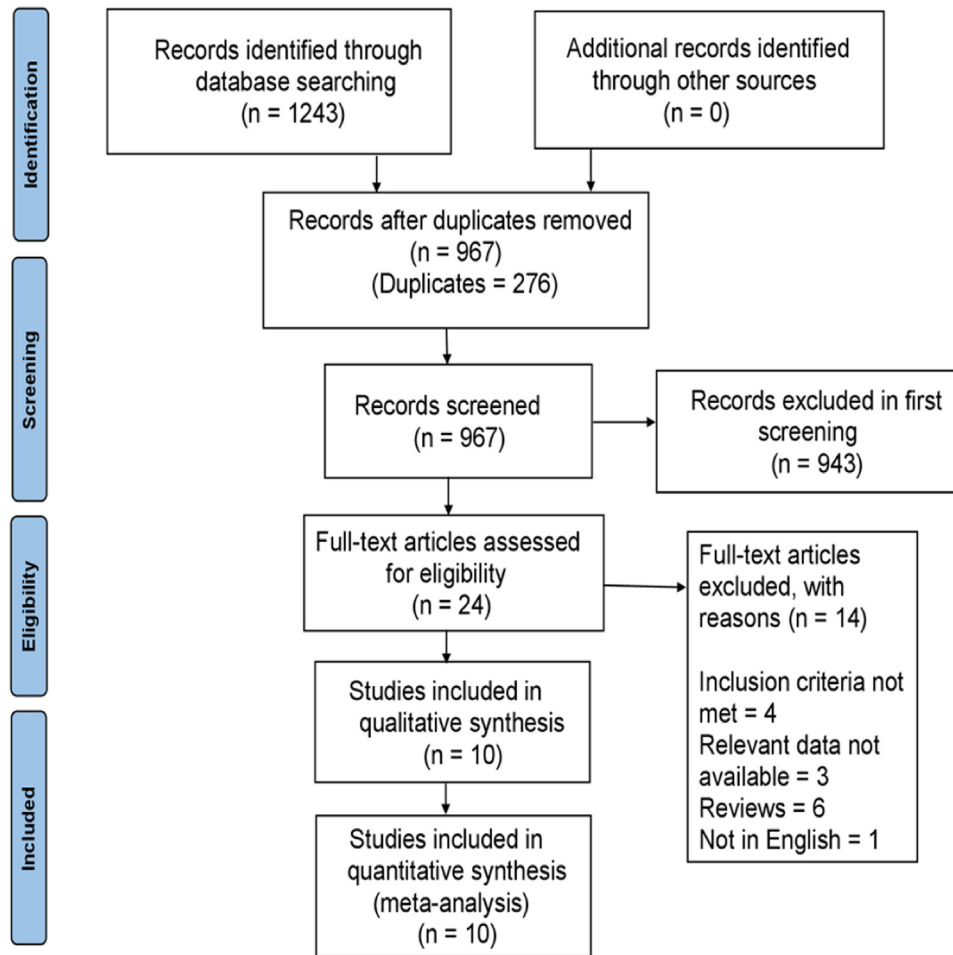 Identification
Records identified through
database searching
(n = 1243)
Additional records identified
through other sources
(n = 0)
Records after duplicates removed
(n = 967)
(Duplicates = 276)
Screening
Records screened
(n = 967)
Records excluded in first
screening
(n = 943)
Eligibility
Full-text articles assessed
for eligibility
(n = 24)
Full-text articles
excluded, with
reasons (n = 14)
Inclusion criteria not
met = 4
Relevant data not
available = 3
Reviews = 6
Not in English = 1
Included
Studies included in
qualitative synthesis
(n = 10)
Studies included in
quantitative synthesis
(meta-analysis)
(n = 10)